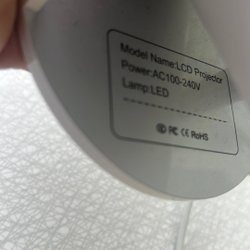 Model Name:LCD Projector
Power:AC100-240V
Lamp:LED
FC CE RoHS